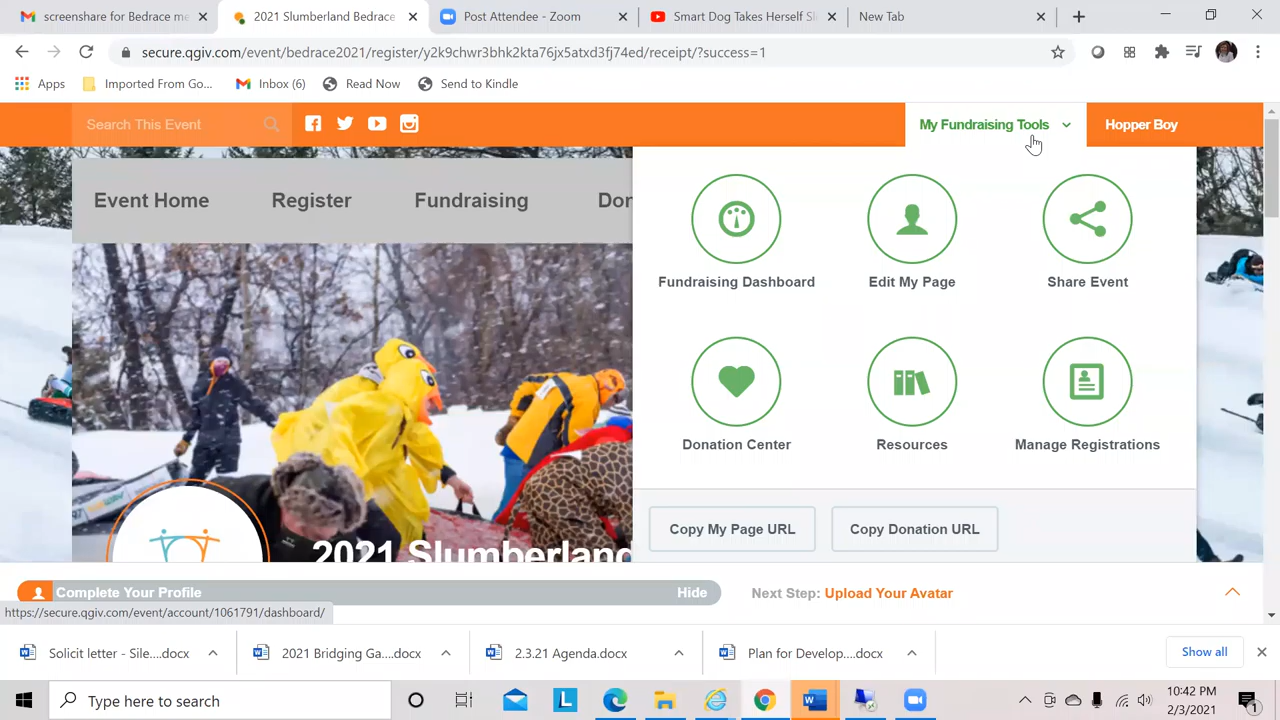 screenshare for Bedrace me
2021 Slumberland Bedrace
Post Attendee - Zoom
Smart Dog Takes Herself S
New Tab
secure.qgiv.com/event/bedrace2021/register/y2k9chwr3bhk2kta76jx5atxd3fj74ed/receipt/?success=1
Apps
Imported From Go...
Inbox (6)
Read Now
Send to Kindle
Search This Event
My Fundraising Tools
Hopper Boy
Event Home
Register
Fundraising
Don
Fundraising Dashboard
Edit My Page
Share Event
Donation Center
Resources
Manage Registrations
Copy My Page URL
Copy Donation URL
2021 Slumberland
Complete Your Profile
Hide
Next Step: Upload Your Avatar
https://secure.qgiv.com/event/account/1061791/dashboard/
Solicit letter - Sile....docx
2021 Bridging Ga....docx
2.3.21 Agenda.docx
Plan for Develop....docx
Show all
Type here to search
10:42 PM
2/3/2021